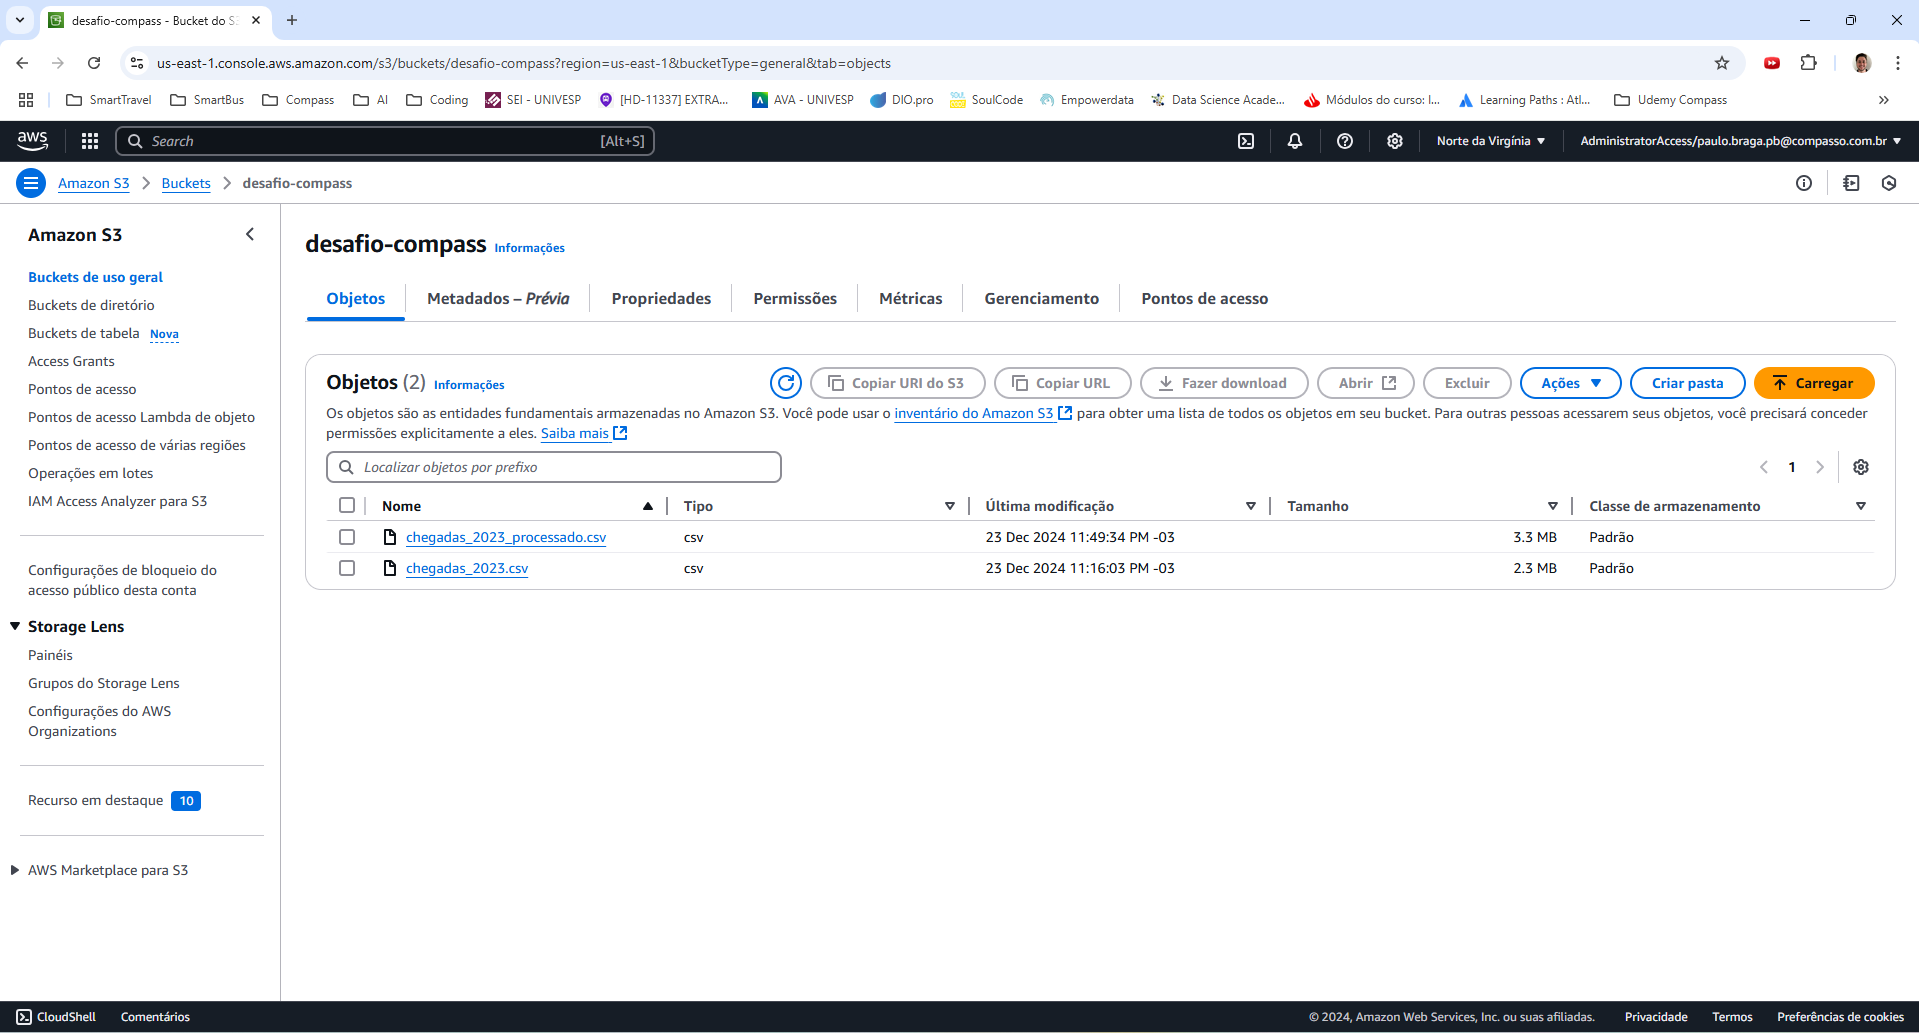 desafio-compass - Bucket do S
us-east-1.console.aws.amazon.com/s3/buckets/desafio-compass?region=us-east-1&bucketType=general&tab=objects
SmartTravel
SmartBus
Compass
AI
Coding
SEI - UNIVESP
[HD-11337] EXTRA...
AVA - UNIVESP
DIO.pro
SoulCode
Empowerdata
Data Science Acade...
Módulos do curso: I...
Learning Paths : Atl...
Udemy Compass
aws
Search
[Alt+S]
Norte da Virgínia
AdministratorAccess/paulo.braga.pb@compasso.com.br
Amazon S3
Buckets
desafio-compass
Amazon S3
Buckets de uso geral
Buckets de diretório
Buckets de tabela Nova
Access Grants
Pontos de acesso
Pontos de acesso Lambda de objeto
Pontos de acesso de várias regiões
Operações em lotes
IAM Access Analyzer para S3
Configurações de bloqueio do
acesso público desta conta
Storage Lens
Painéis
Grupos do Storage Lens
Configurações do AWS
Organizations
Recurso em destaque 10
AWS Marketplace para S3
desafio-compass Informações
Objetos
Metadados – Prévia
Propriedades
Permissões
Métricas
Gerenciamento
Pontos de acesso
Objetos (2) Informações
Copiar URI do S3
Copiar URL
Fazer download
Abrir
Excluir
Ações
Criar pasta
Carregar
Os objetos são as entidades fundamentais armazenadas no Amazon S3. Você pode usar o inventário do Amazon S3 para obter uma lista de todos os objetos em seu bucket. Para outras pessoas acessarem seus objetos, você precisará conceder
permissões explicitamente a eles. Saiba mais
Localizar objetos por prefixo
1
Nome Tipo Última modificação Tamanho Classe de armazenamento
chegadas_2023_processado.csv csv 23 Dec 2024 11:49:34 PM -03 3.3 MB Padrão
chegadas_2023.csv csv 23 Dec 2024 11:16:03 PM -03 2.3 MB Padrão
CloudShell
Comentários
© 2024, Amazon Web Services, Inc. ou suas afiliadas.
Privacidade
Termos
Preferências de cookies